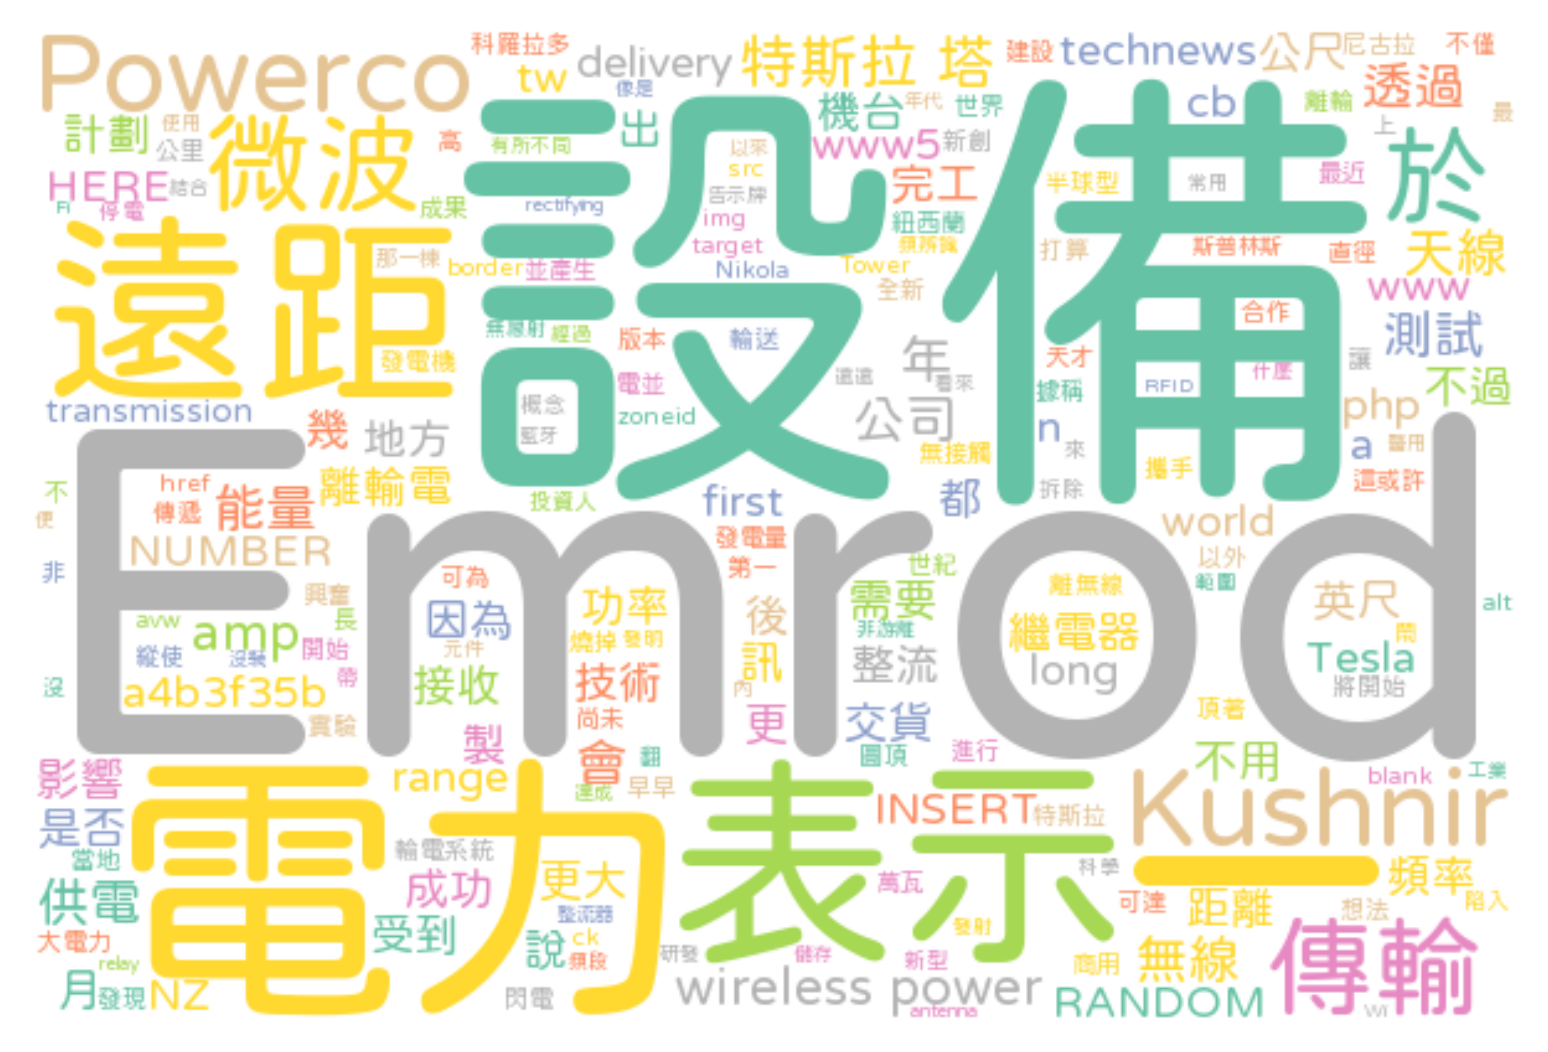 Powerco
科羅拉多
tw
delivery
像是
特斯拉 塔
建設
technews
公尺
尼古拉
不僅
計劃
使用
公里
微波
高
有所不同
出
機台
年代
世界
cb
離輸
透過
最
上
HERE
結合
停電
FI
成果
rectifying
以來
src
告示牌
img
target
Nikola
www5
新創
完工
紐西蘭
無所謂
Tower
全新
半球型
常用
最近
於
打算
斯普林斯
直徑
天線
www
遠距
那一棟
border
並產生
設備
發電機
經過
版本
輸送
電並
zoneid
概念
藍牙
年
看來
公司
天才
據稱
RFID
什麼
合作
讓
測試
不過
php
transmission
幾
地方
n
來
a
無接觸
攜手
拆除
這或許
href
傳遞
能量
離輸電
投資人
first
都
不
便
非
沒
Emrod
NUMBER
興奮
avw
amp
長
縱使
開始
a4b3f35b
帶
實驗
可為
因為
元件
接收
製
發電量
第一
功率
燒掉
發明
技術
尚未
會
翻
後
訊
內
更
世紀
需要
非游離
整流
交貨
圓頂
進行
world
以外
範圍
離無線
繼電器
long
英尺
Tesla
將開始
頂著
不用
alt
影響
是否
當地
供電
大電力
relay
月
發現
NZ
電力
range
達成
早早
輸電系統
成功
更大
整流器
受到
說
ck
頻段
閃電
研發
表示
INSERT
特斯拉
萬瓦
科學
發射
儲存
新型
wireless power
antenna
Kushnir
blank
工業
一
頻率
可達
距離
想法
陷入
商用
無線
RANDOM
傳輸